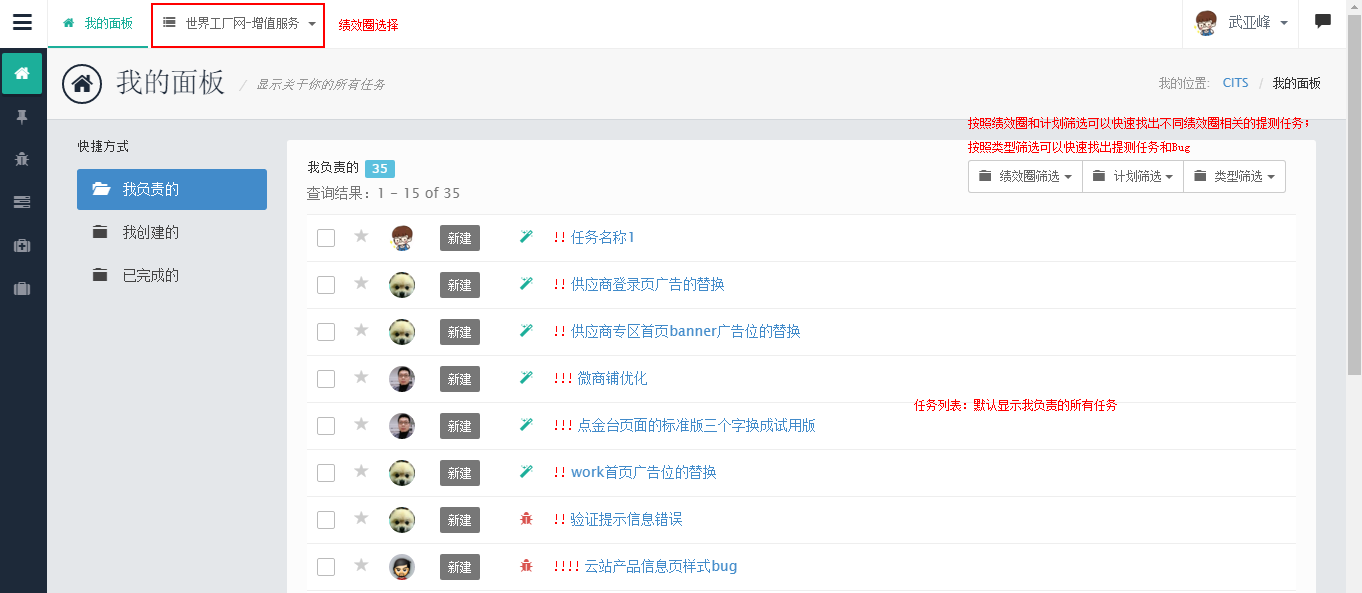 我的面板 世界工厂网-增值服务 绩效圈选择 武亚峰
我的面板 / 显示关于你的所有任务 我的位置: CITS / 我的面板
按照绩效圈和计划筛选可以快速找出不同绩效圈相关的提测任务;
快捷方式
按照类型筛选可以快速找出提测任务和Bug
我负责的 35
绩效圈筛选 计划筛选 类型筛选
查询结果: 1 - 15 of 35
我负责的
我创建的
已完成的
新建 !! 任务名称1
新建 !! 供应商登录页广告的替换
新建 !! 供应商专区首页banner广告位的替换
新建 !!! 微商铺优化
任务列表: 默认显示我负责的所有任务
新建 !!! 点金台页面的标准版三个字换成试用版
新建 !! work首页广告位的替换
新建 !! 验证提示信息错误
新建 !!!! 云站产品信息页样式bug